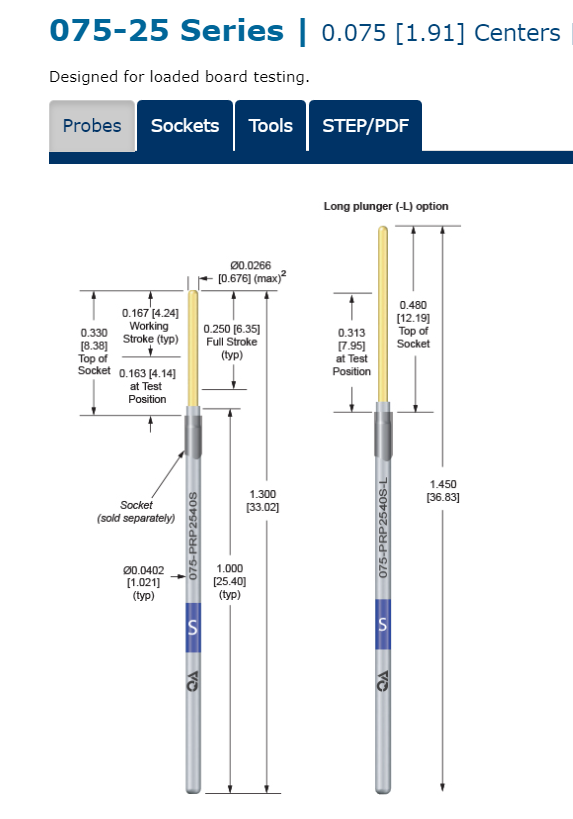 075-25 Series | 0.075 [1.91] Centers |
Designed for loaded board testing.
Probes
Sockets
Tools
STEP/PDF
Long plunger (-L) option
Ø0.0266
[0.676] (max)²
0.330
[8.38]
Top of
Socket
0.167 [4.24]
Working
Stroke (typ)
0.163 [4.14]
at Test
Position
0.250 [6.35]
Full Stroke
(typ)
0.313
[7.95]
at Test
Position
0.480
[12.19]
Top of
Socket
Socket
(sold separately)
075-PRP2540S
1.300
[33.02]
Ø0.0402
[1.021]
(typ)
1.000
[25.40]
(typ)
S
QA
075-PRP2540S-L
1.450
[36.83]
S
QA